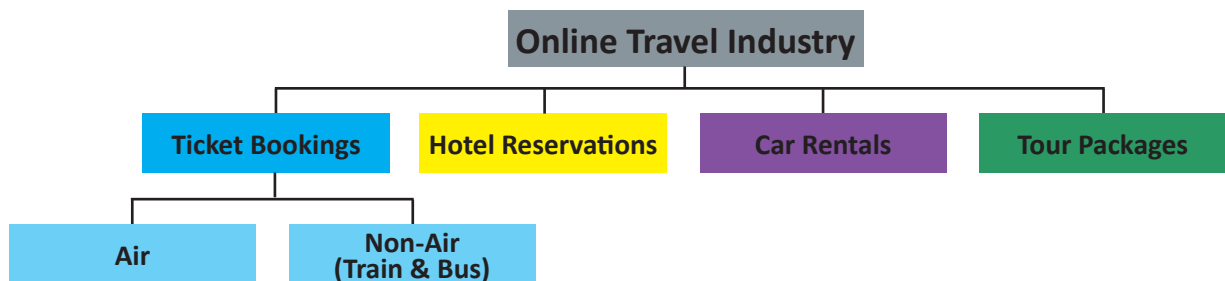 Online Travel Industry
Ticket Bookings
Hotel Reservations
Car Rentals
Tour Packages
Air
Non-Air
(Train & Bus)